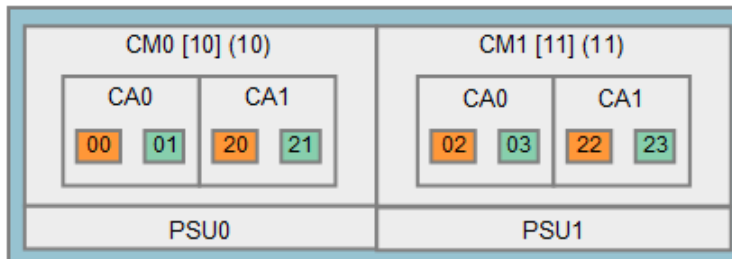 CM0 [10] (10) CM1 [11] (11)
CA0 CA1 CA0 CA1
00 01 20 21 02 03 22 23
PSU0 PSU1